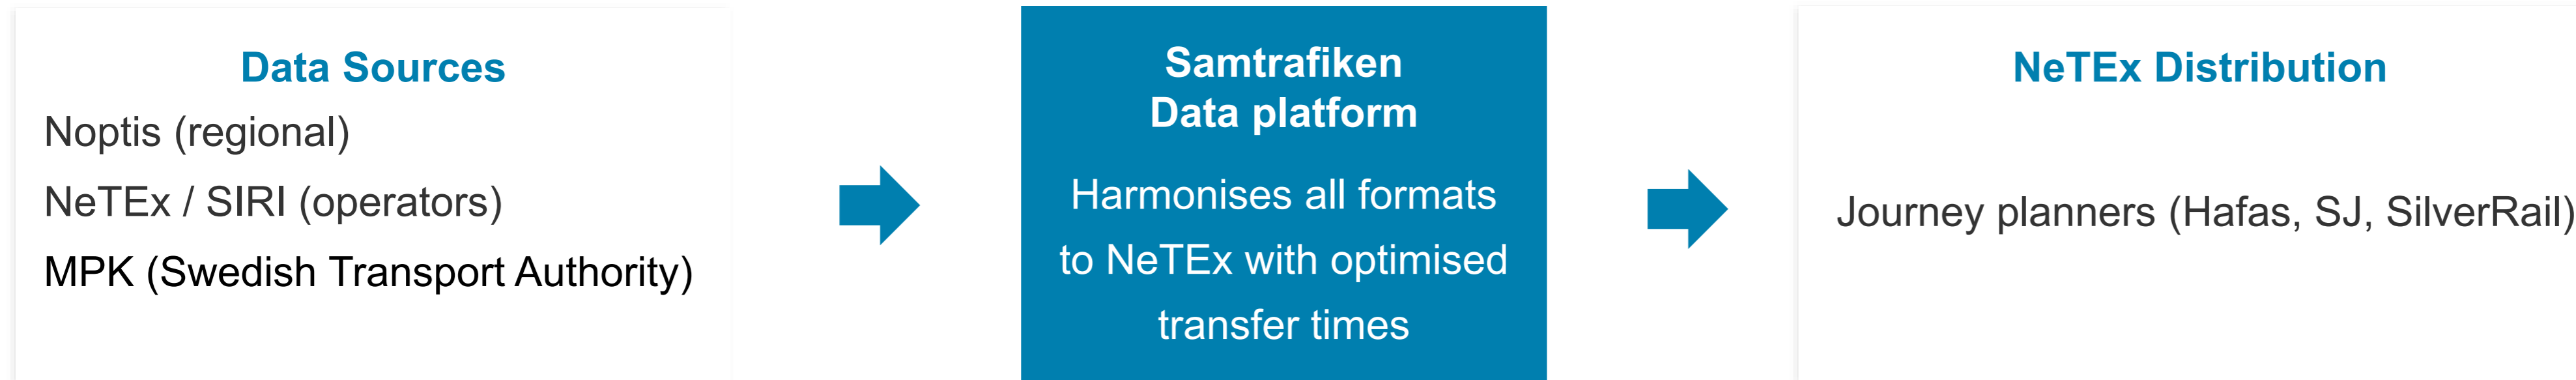 Data Sources
Noptis (regional)
NeTEx / SIRI (operators)
MPK (Swedish Transport Authority)
Samtrafiken
Data platform
Harmonises all formats
to NeTEx with optimised
transfer times
NeTEx Distribution
Journey planners (Hafas, SJ, SilverRail)